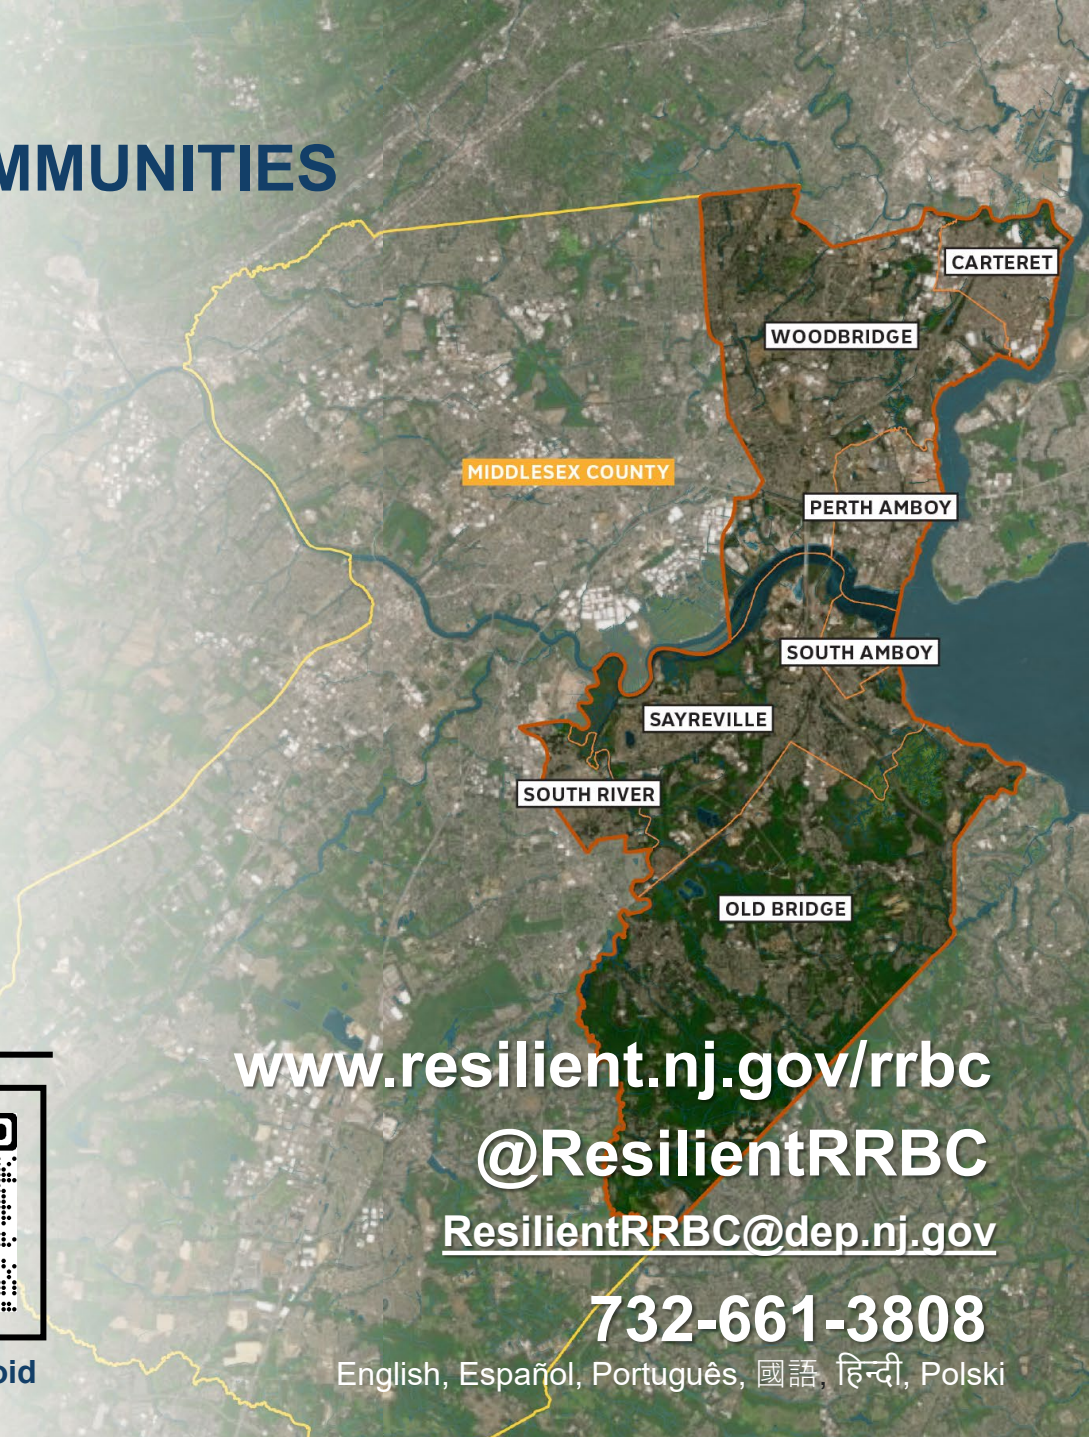 MMUNITIES
CARTERET
WOODBRIDGE
MIDDLESEX COUNTY
PERTH AMBOY
SOUTH AMBOY
SAYREVILLE
SOUTH RIVER
OLD BRIDGE
www.resilient.nj.gov/rrbc
@ResilientRRBC
ResilientRRBC@dep.nj.gov
732-661-3808
oid
English, Español, Português, 國語, हिन्दी, Polski